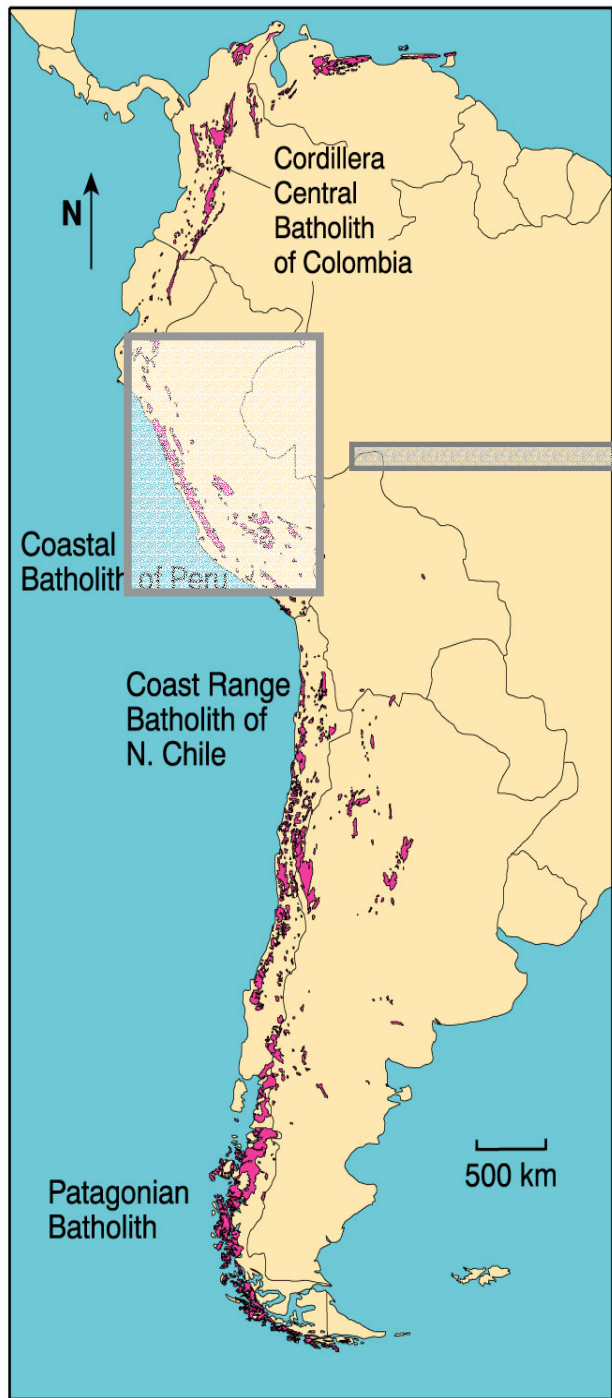 Cordillera
Central
Batholith
of Colombia
N
Coastal
Batholith of Peru
Coast Range
Batholith of
N. Chile
500 km
Patagonian
Batholith